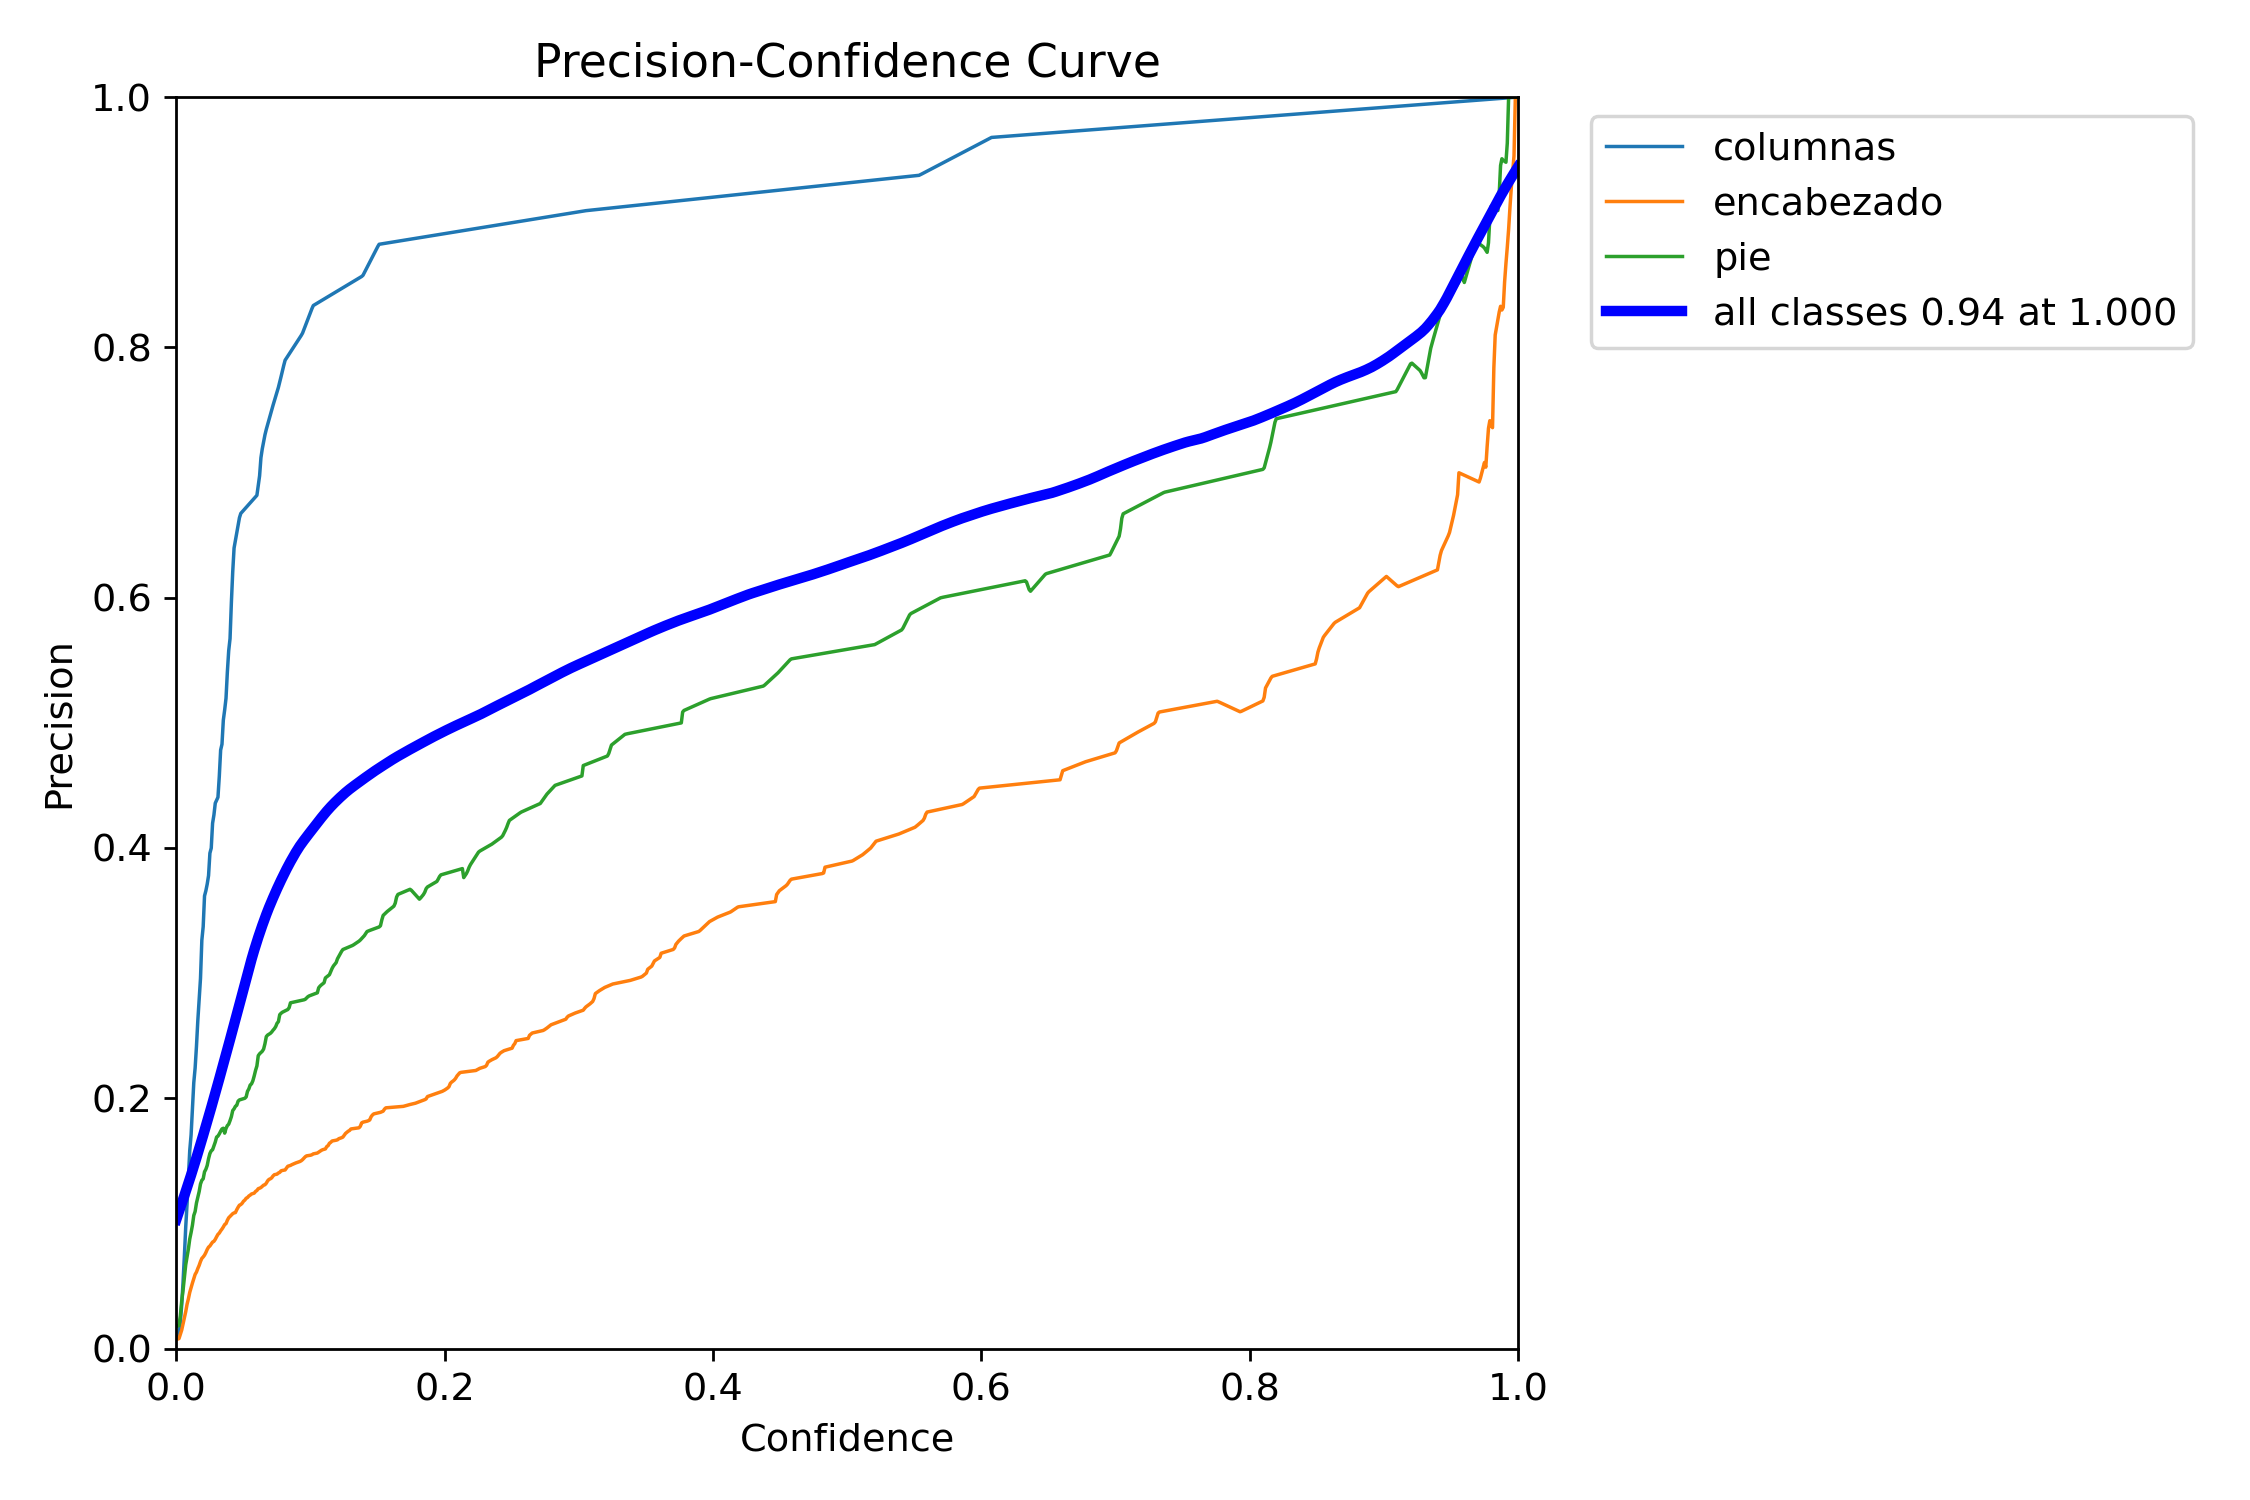 Precision-Confidence Curve
1.0
0.8
0.6
0.4
0.2
0.0
Precision
0.0 0.2 0.4 0.6 0.8 1.0
Confidence
columnas
encabezado
pie
all classes 0.94 at 1.000